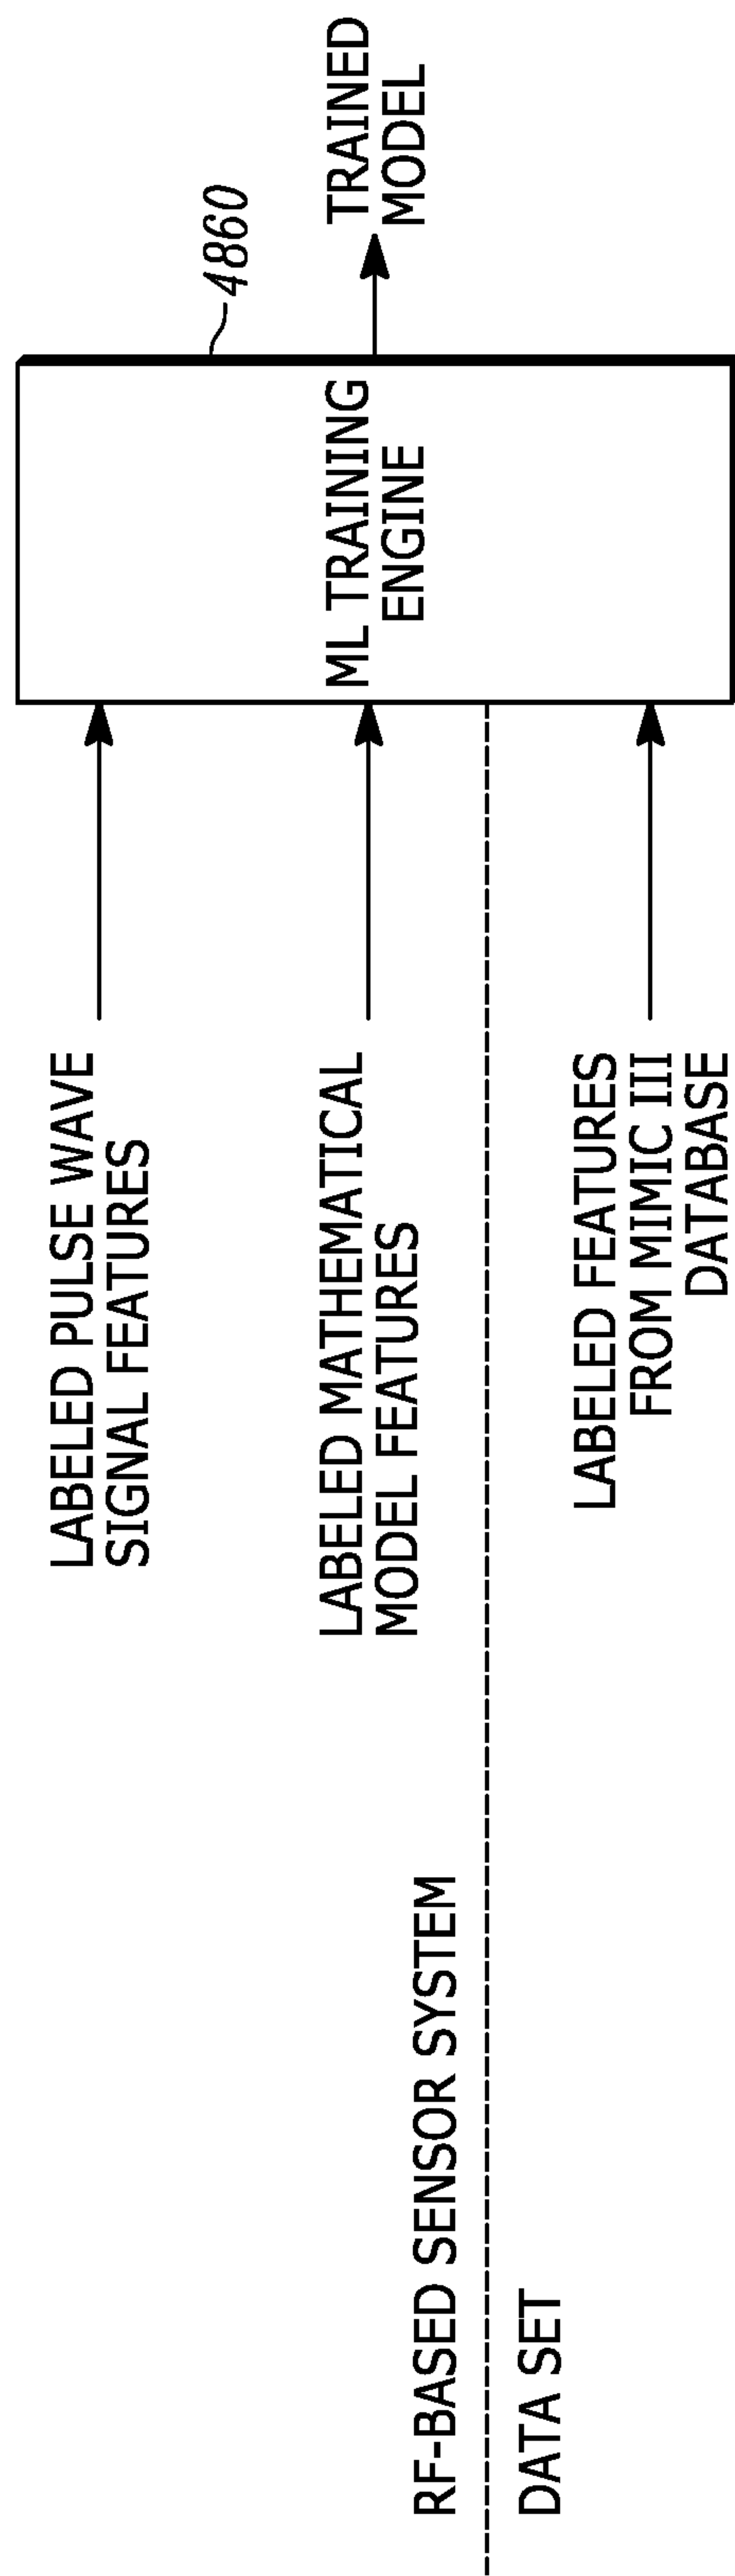 LABELED PULSE WAVE
SIGNAL FEATURES
LABELED MATHEMATICAL
MODEL FEATURES
RF-BASED SENSOR SYSTEM
DATA SET
LABELED FEATURES
FROM MIMIC III
DATABASE
ML TRAINING
ENGINE
4860
TRAINED
MODEL